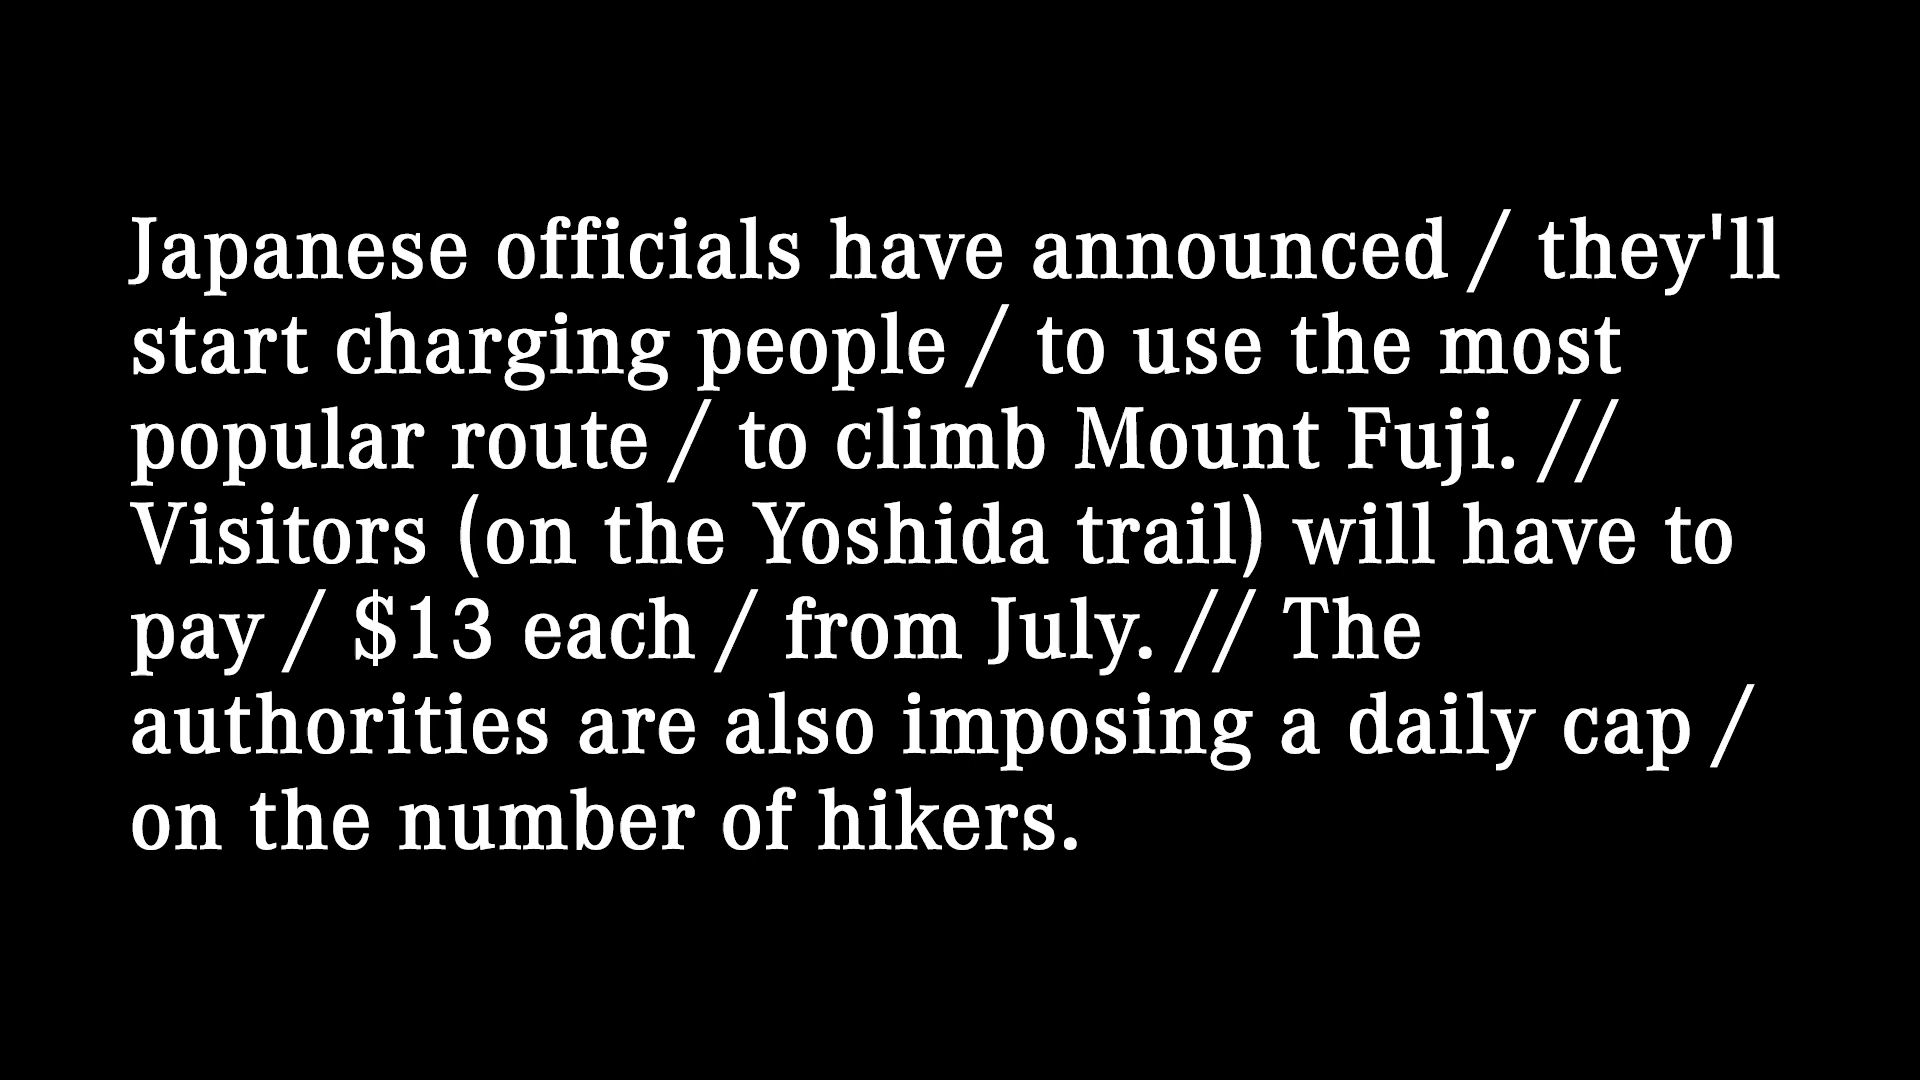 Japanese officials have announced / they'll
start charging people / to use the most
popular route / to climb Mount Fuji. //
Visitors (on the Yoshida trail) will have to
pay / $13 each / from July. // The
authorities are also imposing a daily cap /
on the number of hikers.